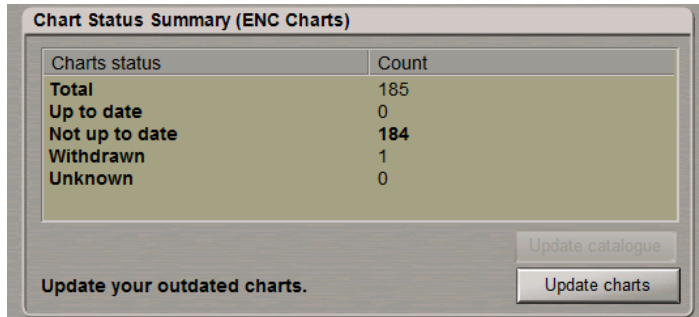 Chart Status Summary (ENC Charts)
Charts status Count
Total 185
Up to date 0
Not up to date 184
Withdrawn 1
Unknown 0
Update catalogue
Update your outdated charts. Update charts